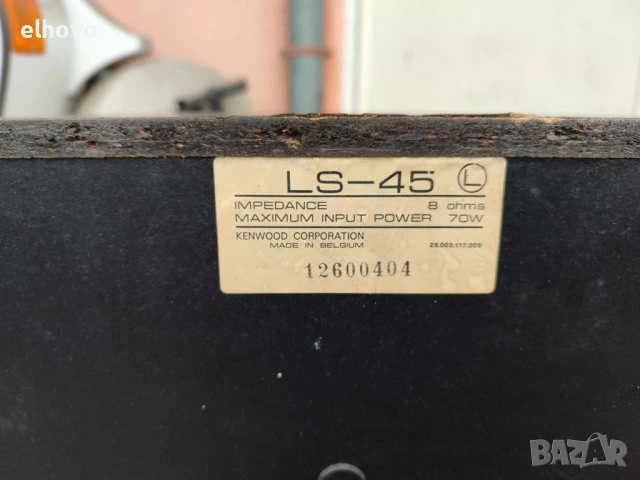 elhovo
LS-45 L
IMPEDANCE 8 ohms
MAXIMUM INPUT POWER 70W
KENWOOD CORPORATION
MADE IN BELGIUM 25.003.117.005
12600404
BAZAR